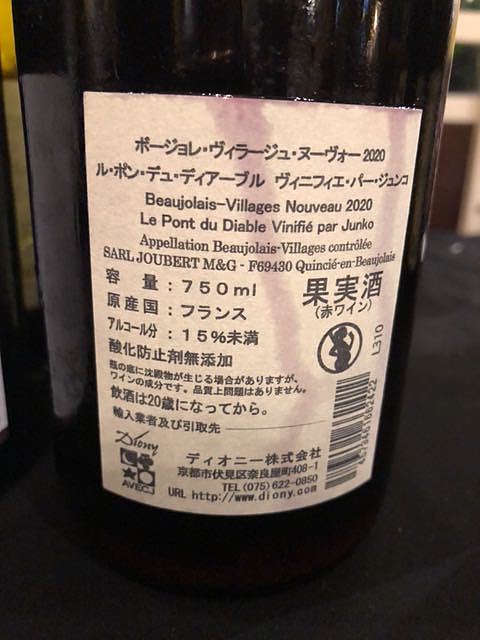 ボージョレ・ヴィラージュ・ヌーヴォー 2020
ル・ポン・デュ・ディアーブル ヴィニフィエ・パー・ジュンコ
Beaujolais-Villages Nouveau 2020
Le Pont du Diable Vinifié par Junko
Appellation Beaujolais-Villages contrôlée
SARL JOUBERT M&G - F69430 Quincié-en-Beaujolais
容量:750ml
果実酒
(赤ワイン)
原産国:フランス
アルコール分:15%未満
酸化防止剤無添加
瓶の底に沈殿物が生じる場合がありますが、
ワインの成分です。品質上問題はありません。
飲酒は20歳になってから。
輸入業者及び引取先
L310
Diony
AVEC
ディオニー株式会社
京都市伏見区奈良屋町408-1
TEL (075) 622-0850
URL http://www.diony.com